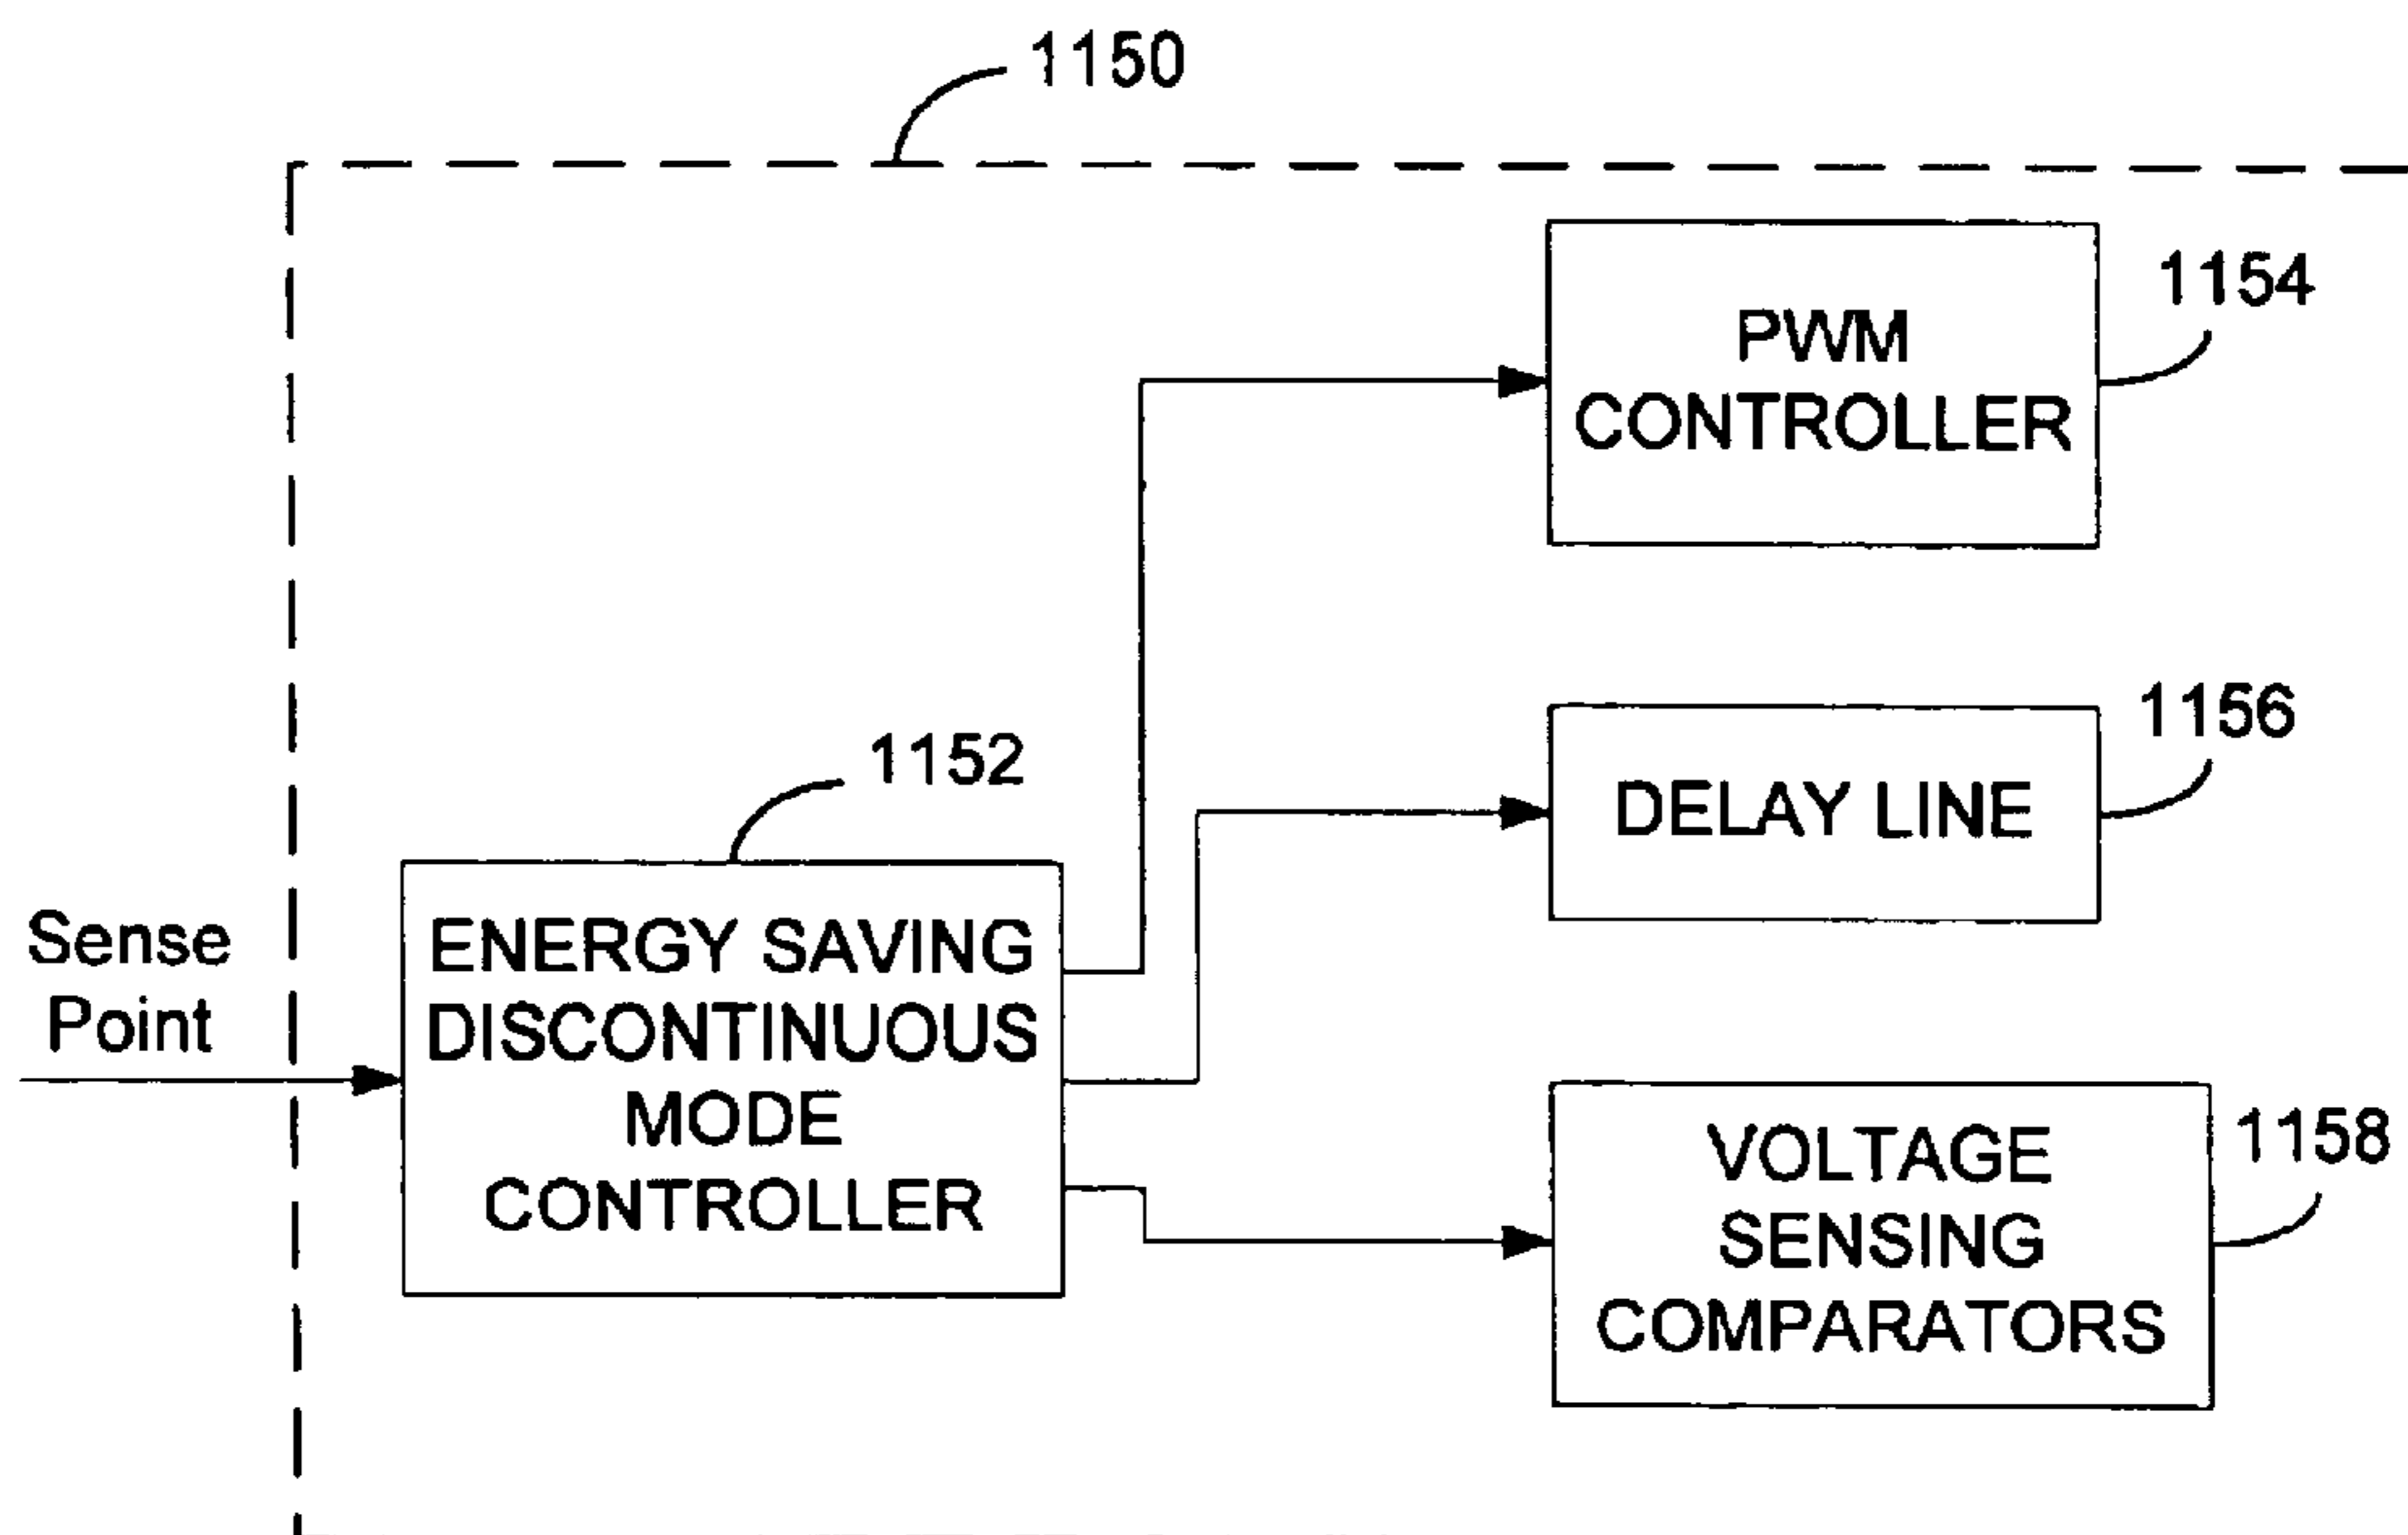 1150
PWM
CONTROLLER
1154
DELAY LINE
1156
1152
Sense
Point
ENERGY SAVING
DISCONTINUOUS
MODE
CONTROLLER
VOLTAGE
SENSING
COMPARATORS
1158